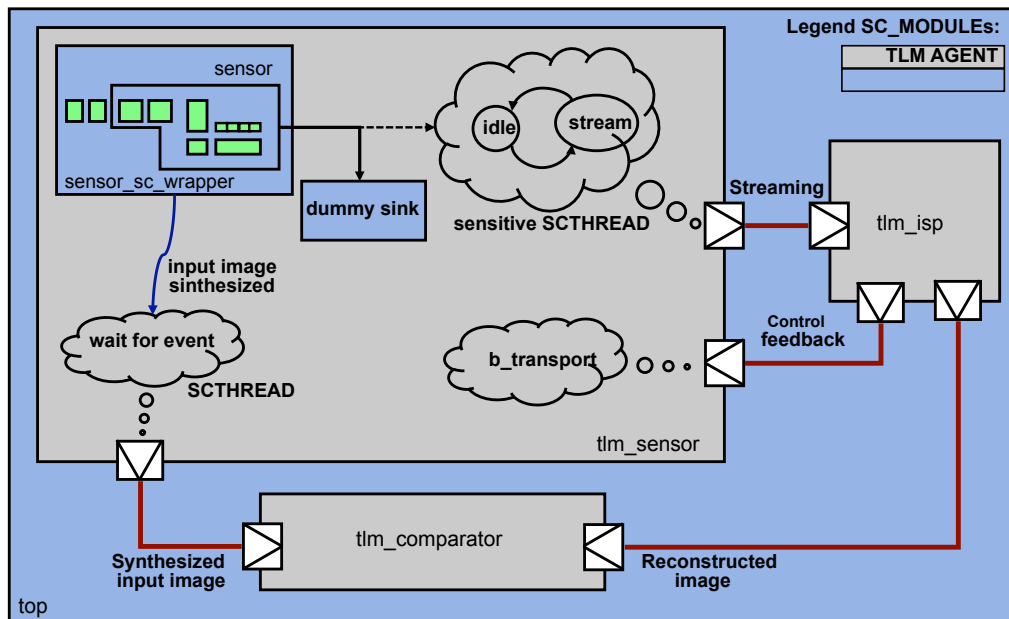 Legend SC_MODULEs:
TLM AGENT
sensor
idle
stream
sensor_sc_wrapper
dummy sink
sensitive SCTHREAD
Streaming
tlm_isp
input image
sinthesized
wait for event
SCTHREAD
b_transport
Control
feedback
tlm_sensor
tlm_comparator
Synthesized
input image
Reconstructed
image
top